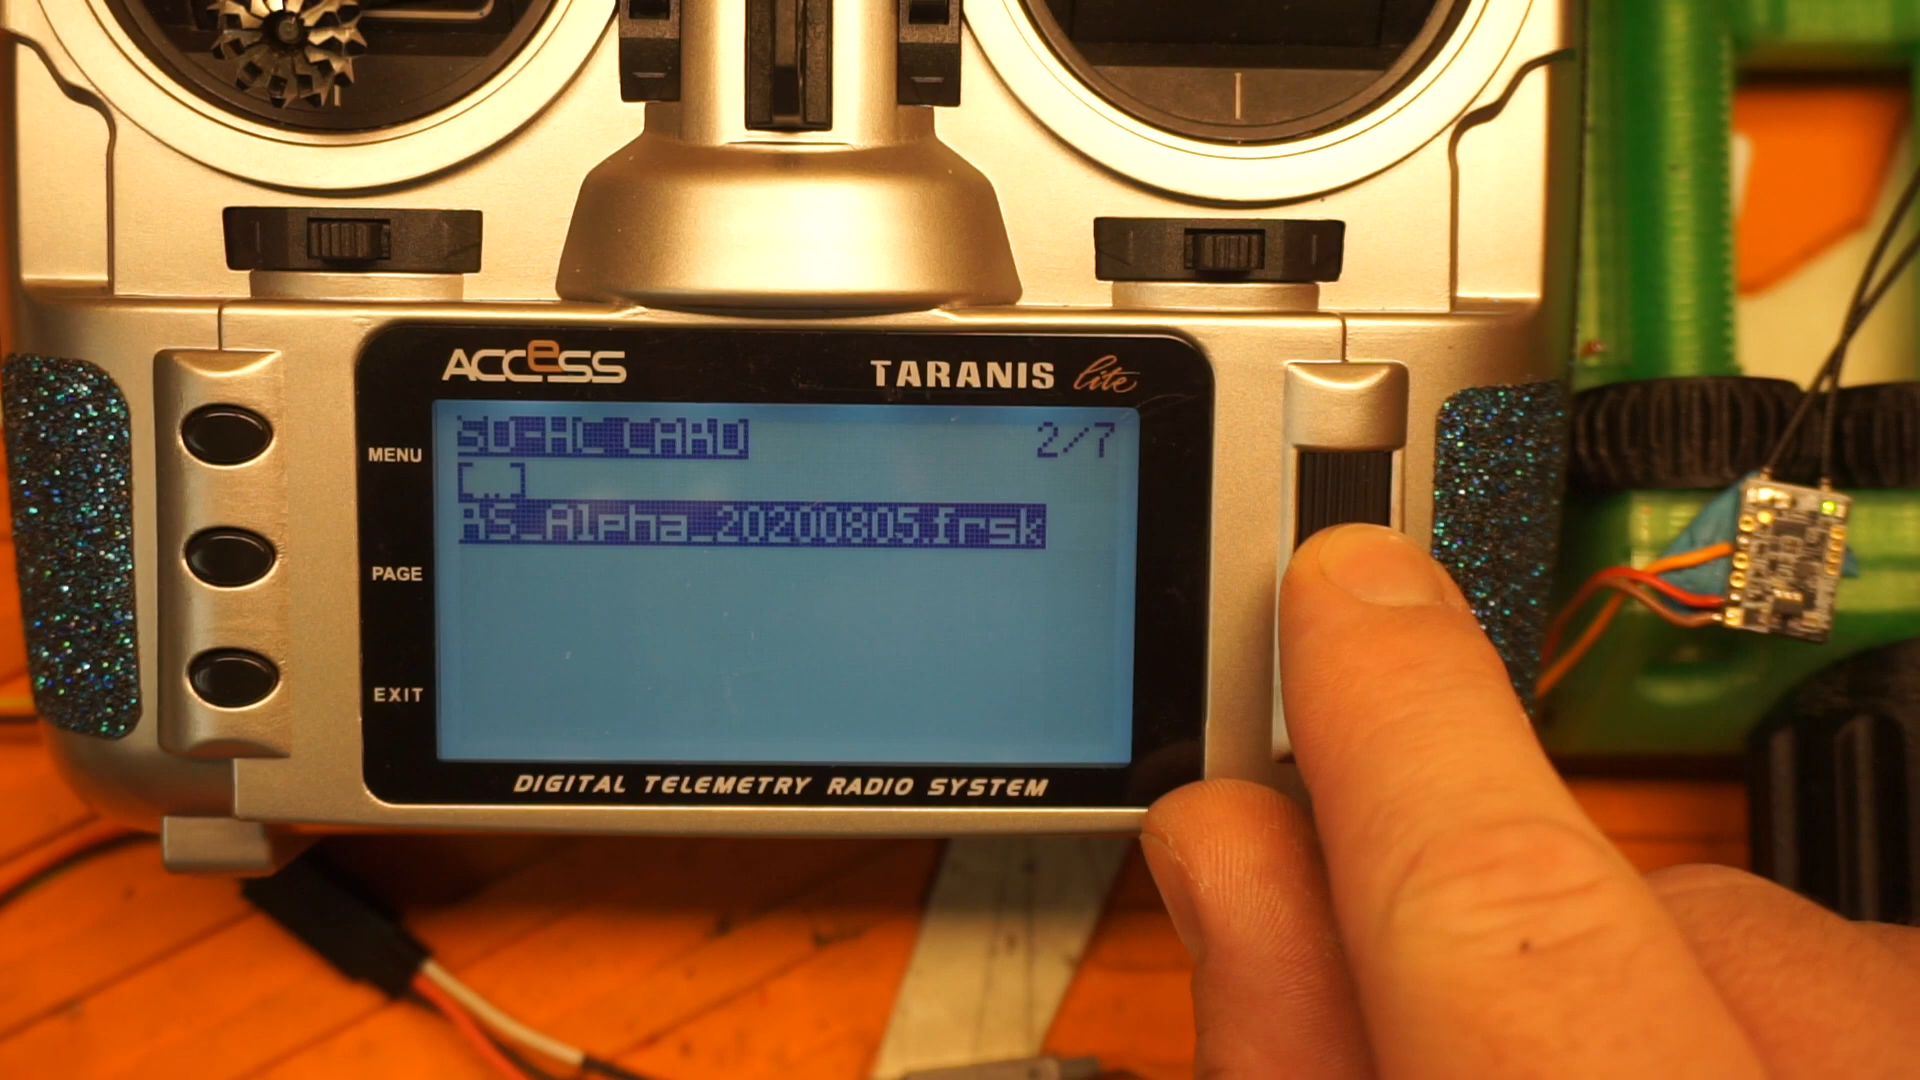 ACCeSS
TARANIS lite
SD-HC CARD 2/7
[..]
RS_Alpha_20200805.frsk
MENU
PAGE
EXIT
DIGITAL TELEMETRY RADIO SYSTEM